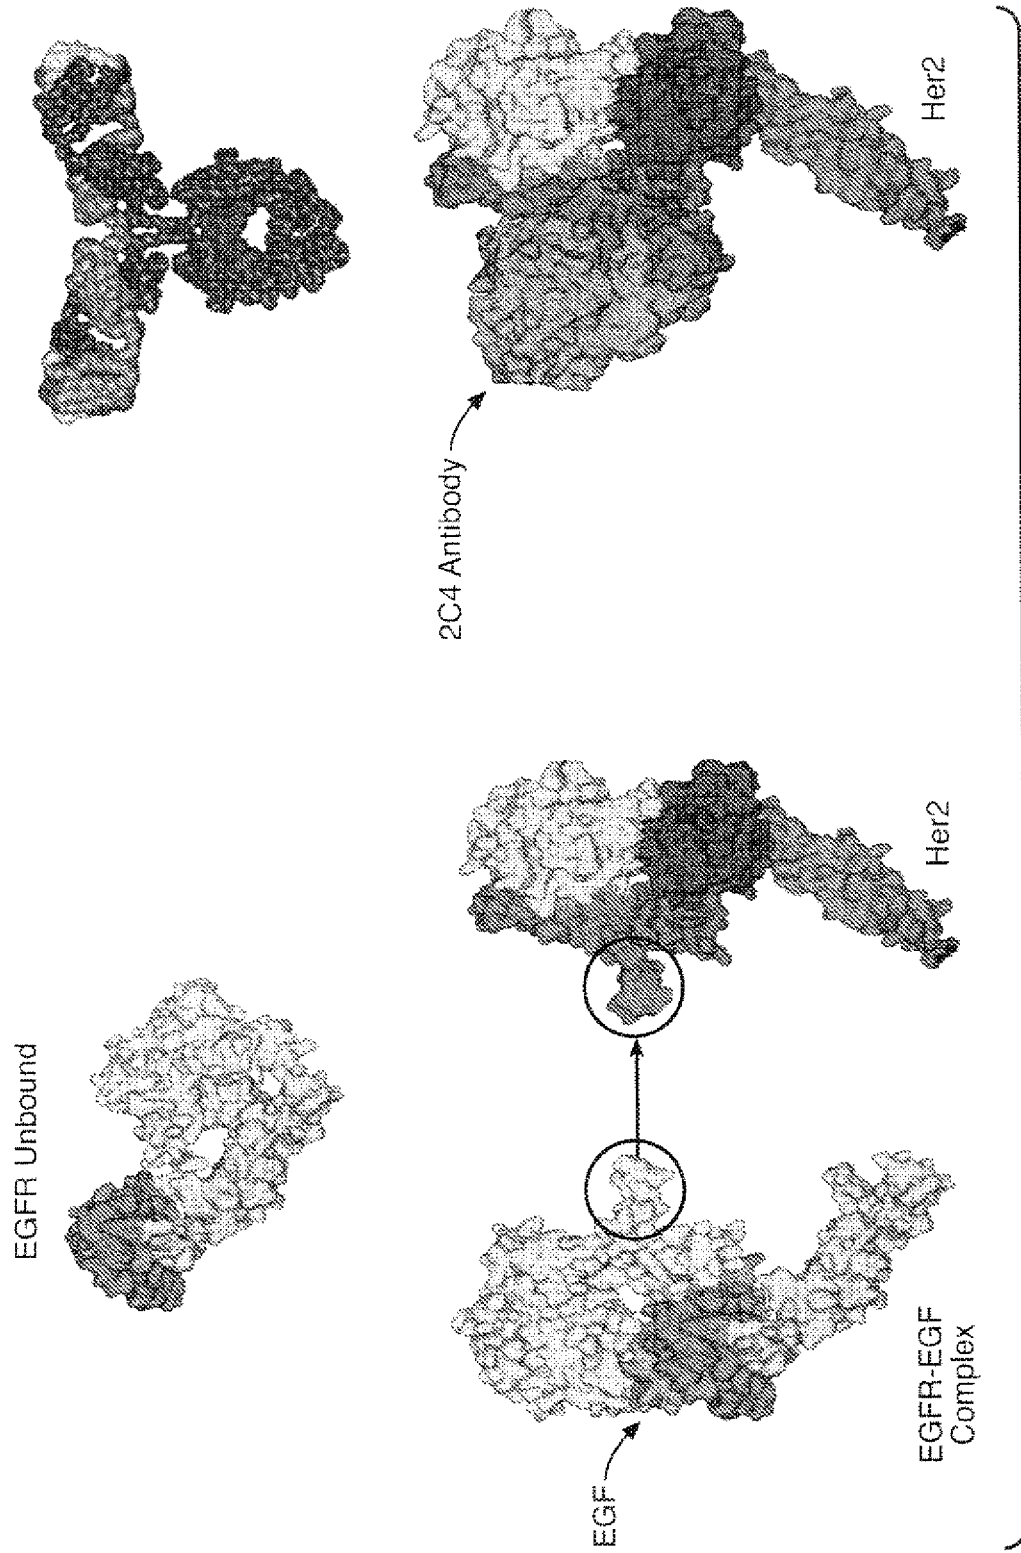 EGFR Unbound
EGF
EGFR-EGF
Complex
Her2
2C4 Antibody
Her2